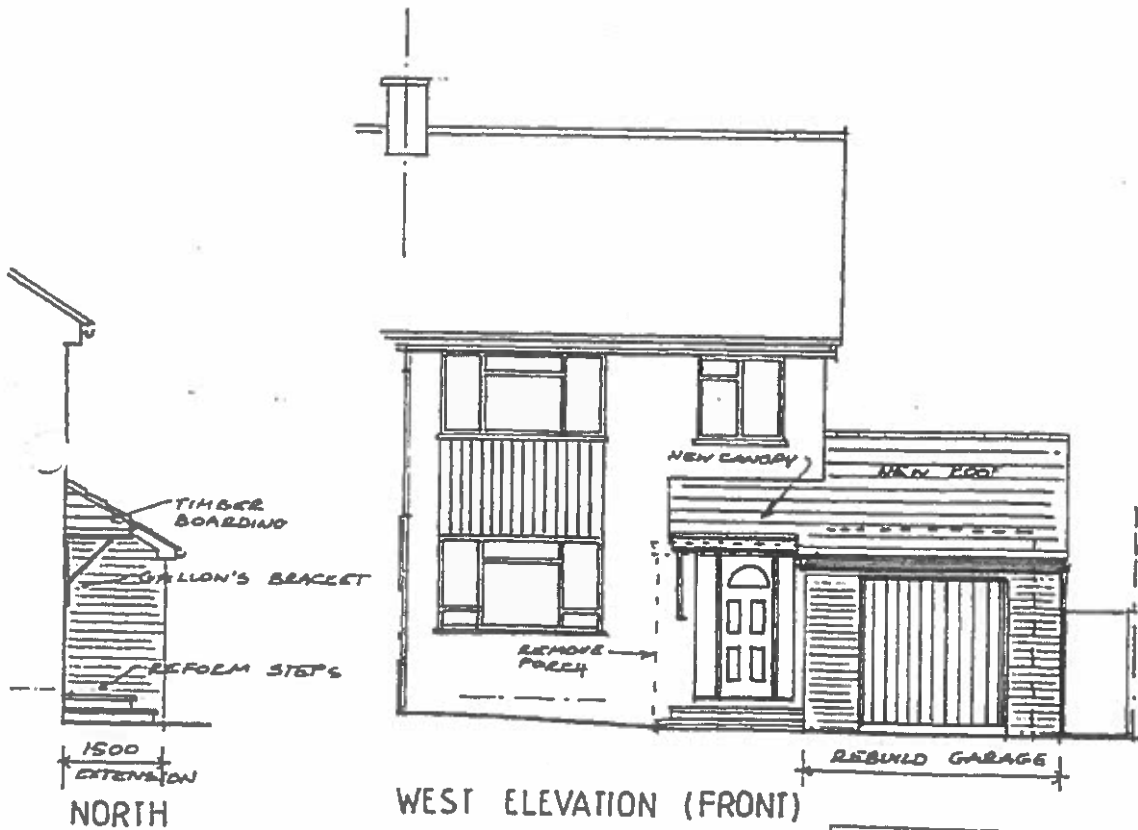 NEW CANOPY
NEW ROOF
TIMBER
BOARDING
GALLON'S BRACKET
REMOVE
PORCH
REFORM STEPS
1500
EXTENSION
REBUILD GARAGE
NORTH
WEST ELEVATION (FRONT)